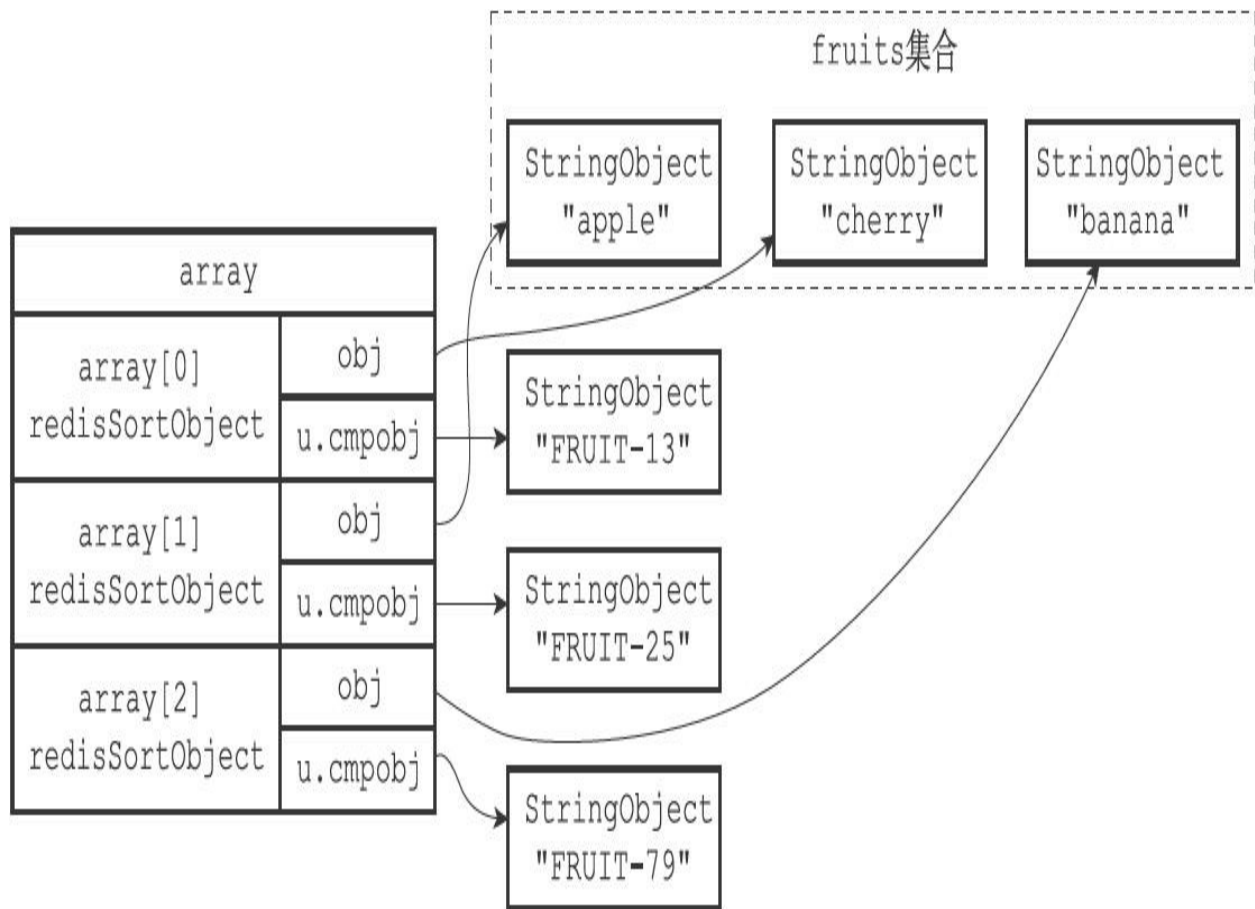 fruits集合
StringObject
"apple"
StringObject
"cherry"
StringObject
"banana"
array
array[0]
redisSortObject
obj
u.cmpobj
StringObject
"FRUIT-13"
array[1]
redisSortObject
obj
u.cmpobj
StringObject
"FRUIT-25"
array[2]
redisSortObject
obj
u.cmpobj
StringObject
"FRUIT-79"